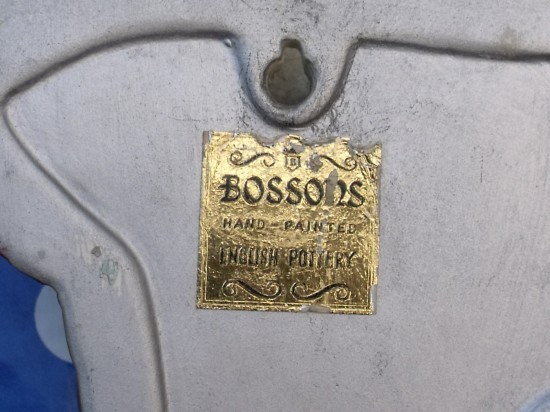 B
BOSSONS
HAND-PAINTED
ENGLISH POTTERY